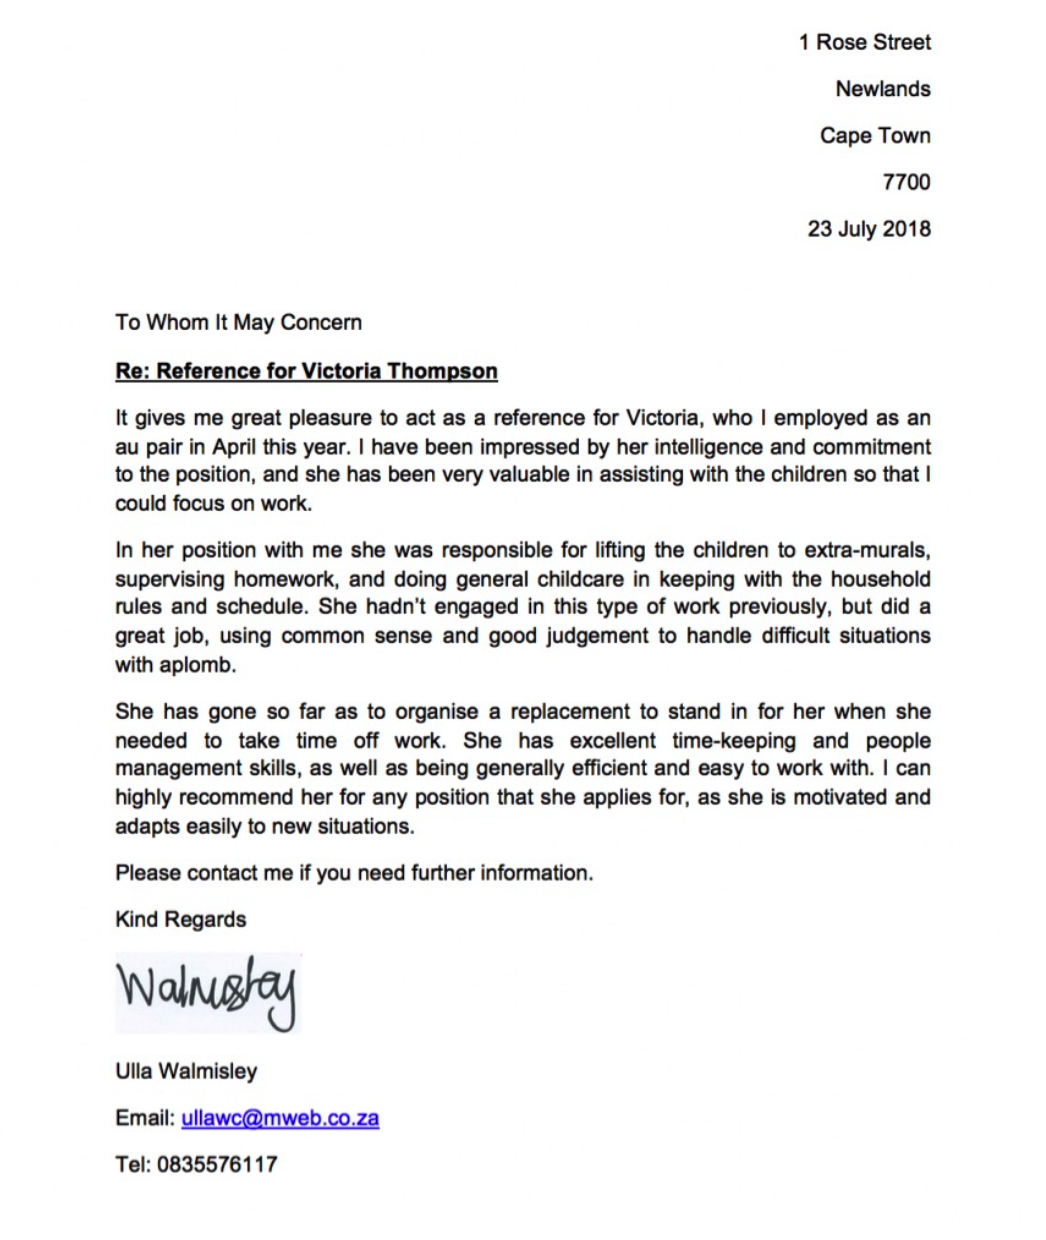 1 Rose Street
Newlands
Cape Town
7700
23 July 2018
To Whom It May Concern
Re: Reference for Victoria Thompson
It gives me great pleasure to act as a reference for Victoria, who I employed as an
au pair in April this year. I have been impressed by her intelligence and commitment
to the position, and she has been very valuable in assisting with the children so that I
could focus on work.
In her position with me she was responsible for lifting the children to extra-murals,
supervising homework, and doing general childcare in keeping with the household
rules and schedule. She hadn't engaged in this type of work previously, but did a
great job, using common sense and good judgement to handle difficult situations
with aplomb.
She has gone so far as to organise a replacement to stand in for her when she
needed to take time off work. She has excellent time-keeping and people
management skills, as well as being generally efficient and easy to work with. I can
highly recommend her for any position that she applies for, as she is motivated and
adapts easily to new situations.
Please contact me if you need further information.
Kind Regards
Walmisley
Ulla Walmisley
Email: ullawc@mweb.co.za
Tel: 0835576117